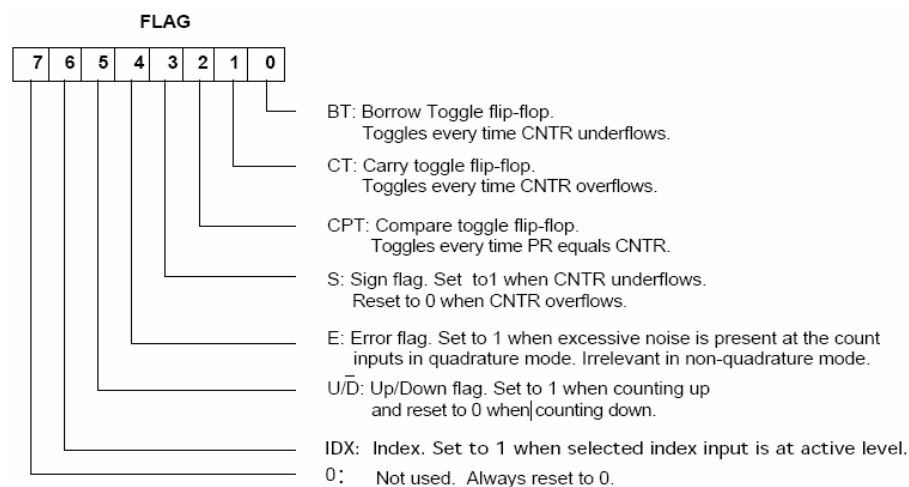 FLAG
7 6 5 4 3 2 1 0
BT: Borrow Toggle flip-flop.
Toggles every time CNTR underflows.
CT: Carry toggle flip-flop.
Toggles every time CNTR overflows.
CPT: Compare toggle flip-flop.
Toggles every time PR equals CNTR.
S: Sign flag. Set to1 when CNTR underflows.
Reset to 0 when CNTR overflows.
E: Error flag. Set to 1 when excessive noise is present at the count
inputs in quadrature mode. Irrelevant in non-quadrature mode.
U/D̅: Up/Down flag. Set to 1 when counting up
and reset to 0 when counting down.
IDX: Index. Set to 1 when selected index input is at active level.
0: Not used. Always reset to 0.